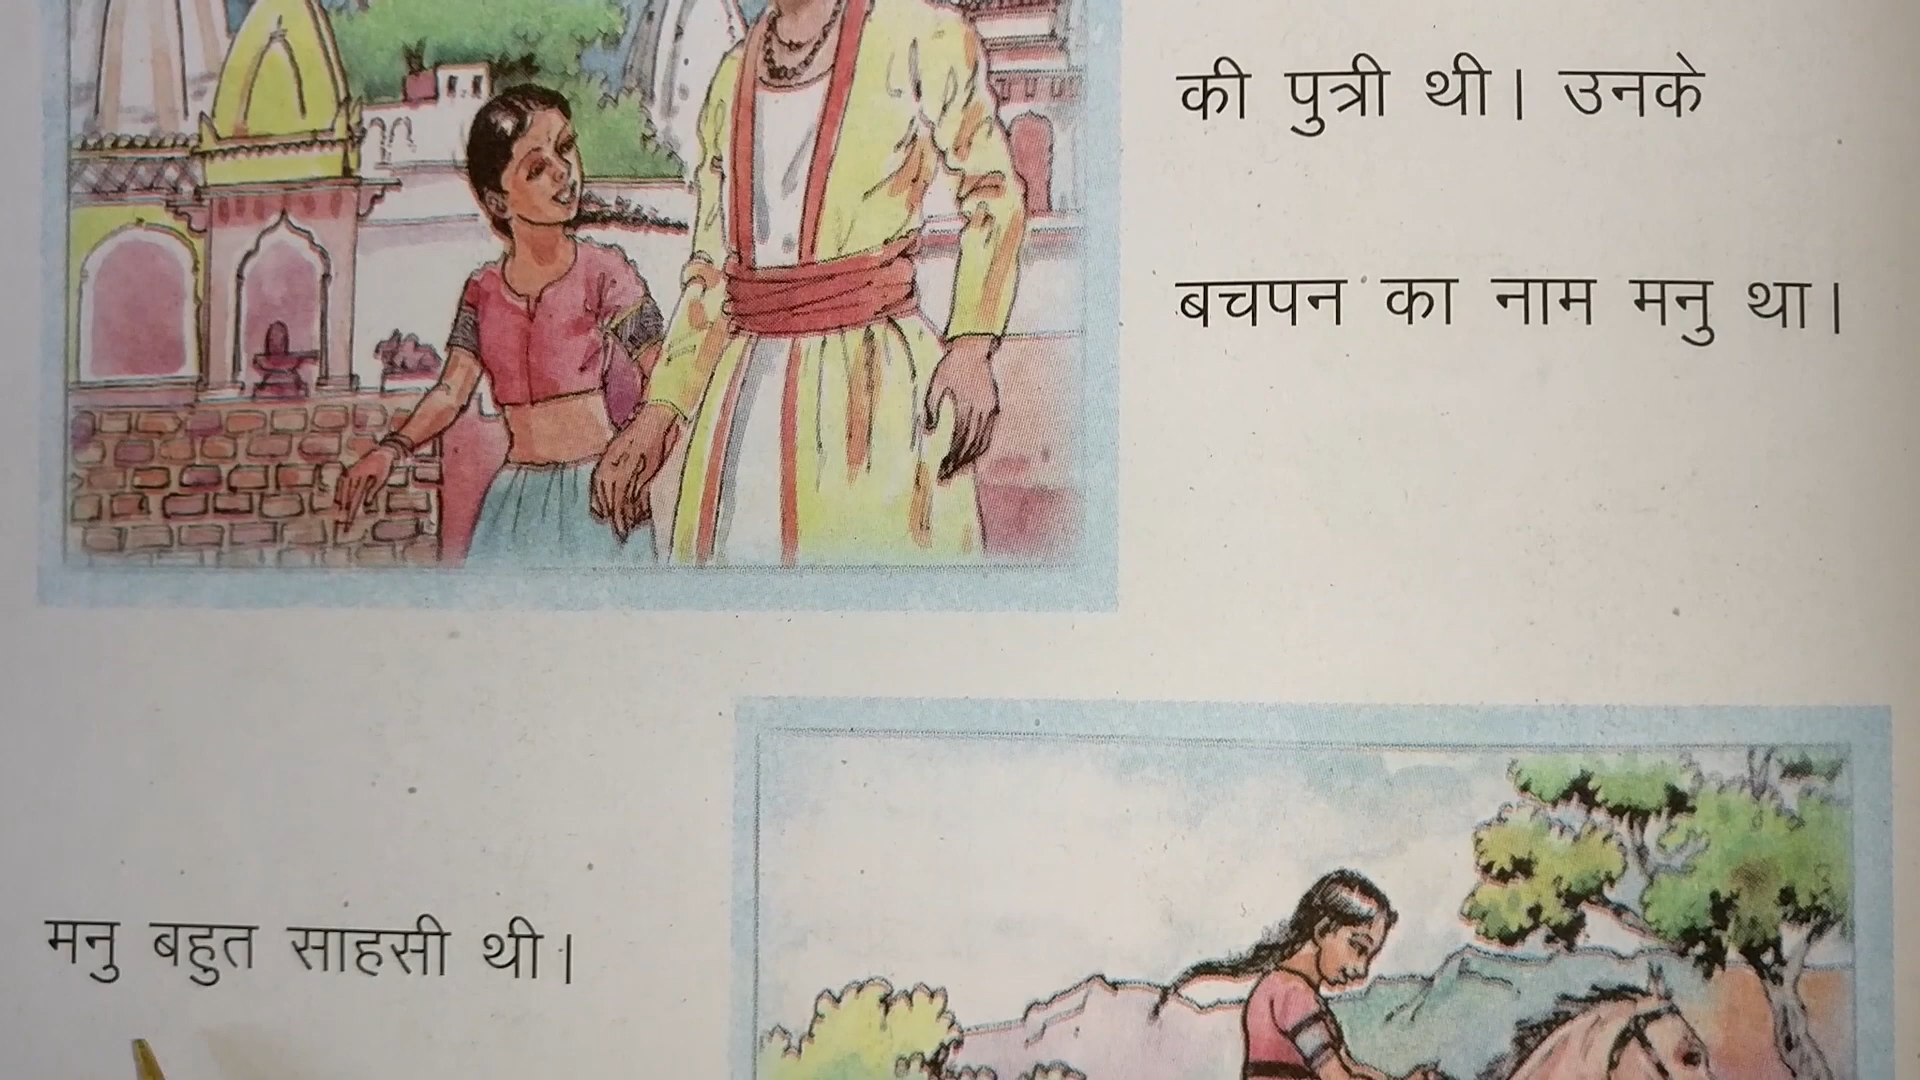 की पुत्री थी। उनके
बचपन का नाम मनु था।
मनु बहुत साहसी थी।